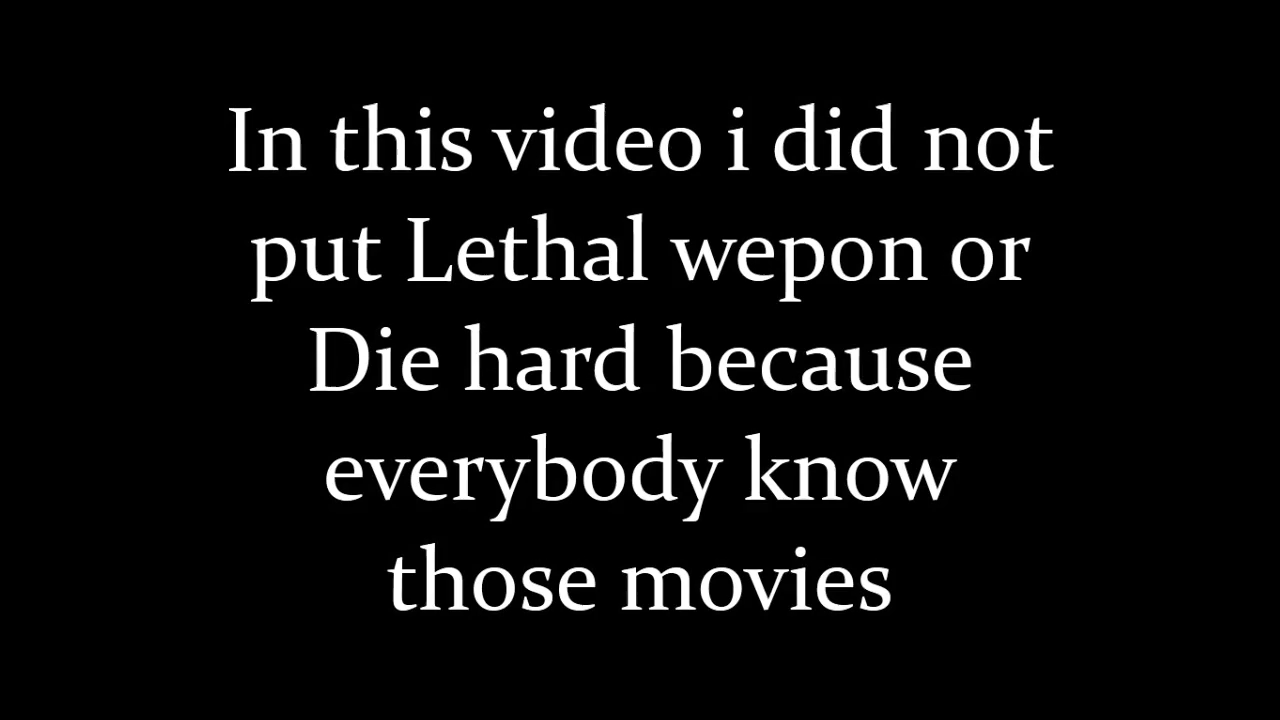 In this video i did not
put Lethal wepon or
Die hard because
everybody know
those movies